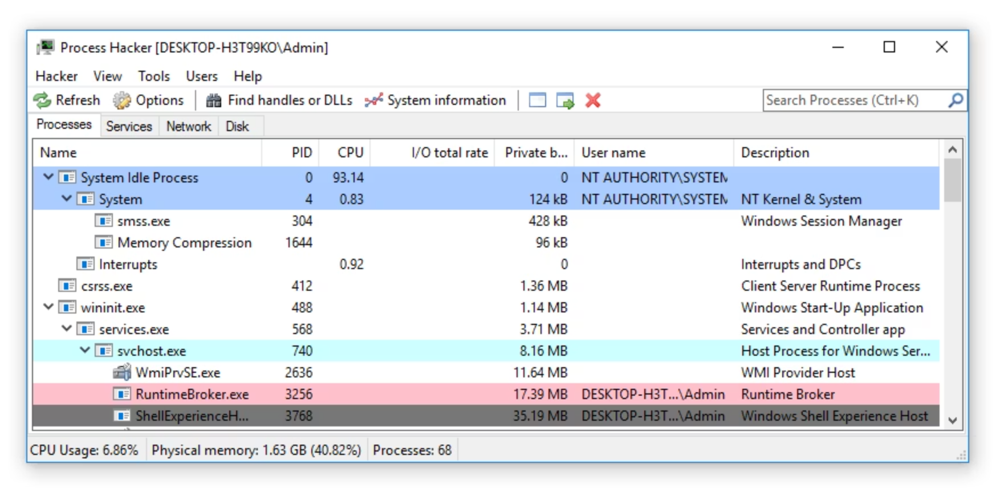 Process Hacker [DESKTOP-H3T99KO\Admin]
Hacker View Tools Users Help
Refresh Options Find handles or DLLs System information Search Processes (Ctrl+K)
Processes Services Network Disk
Name PID CPU I/O total rate Private b... User name Description
System Idle Process 0 93.14 0 NT AUTHORITY\SYSTEM
System 4 0.83 124 kB NT AUTHORITY\SYSTEM NT Kernel & System
smss.exe 304 428 kB Windows Session Manager
Memory Compression 1644 96 kB
Interrupts 0.92 0 Interrupts and DPCs
csrss.exe 412 1.36 MB Client Server Runtime Process
wininit.exe 488 1.14 MB Windows Start-Up Application
services.exe 568 3.71 MB Services and Controller app
svchost.exe 740 8.16 MB Host Process for Windows Ser...
WmiPrvSE.exe 2636 11.64 MB WMI Provider Host
RuntimeBroker.exe 3256 17.39 MB DESKTOP-H3T...\Admin Runtime Broker
ShellExperienceH... 3768 35.19 MB DESKTOP-H3T...\Admin Windows Shell Experience Host
CPU Usage: 6.86% Physical memory: 1.63 GB (40.82%) Processes: 68